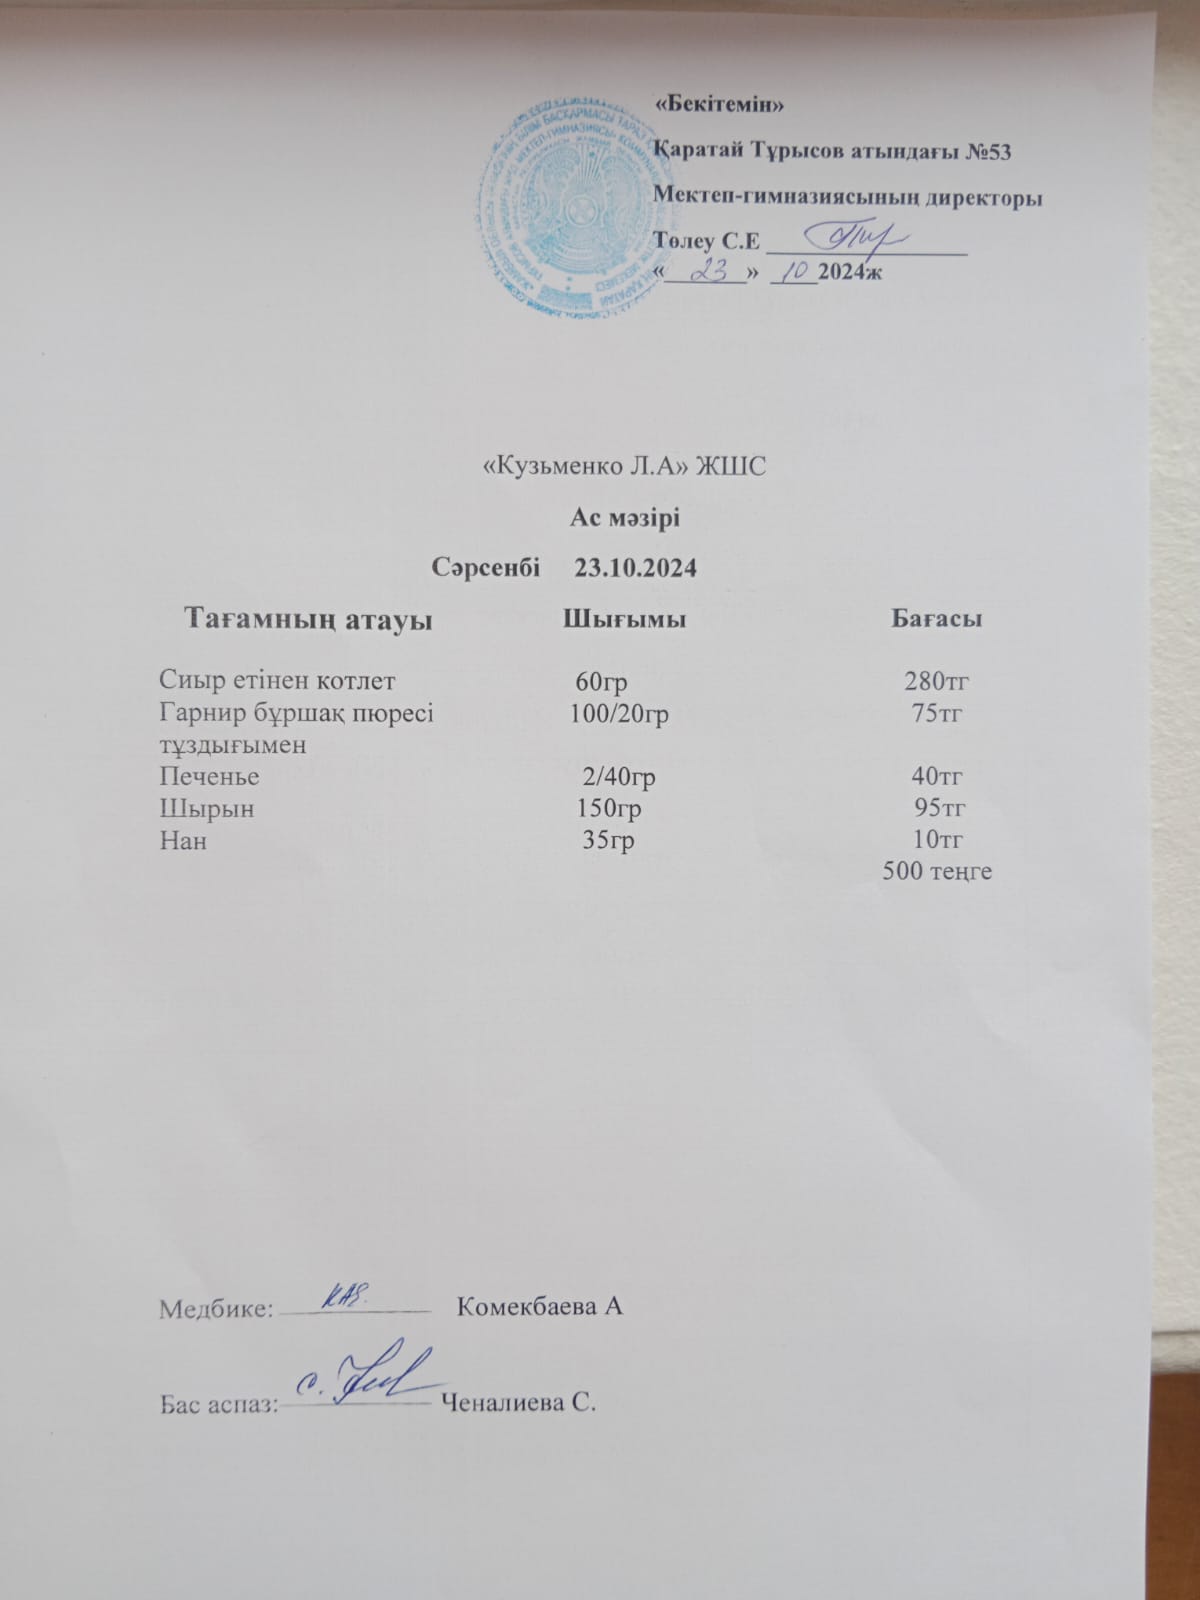 «Бекітемін»
Қаратай Тұрысов атындағы №53
Мектеп-гимназиясының директоры
Төлеу С.Е
«23» 10 2024ж
«Кузьменко Л.А» ЖШС
Ас мәзірі
Сәрсенбі 23.10.2024
Тағамның атауы Шығымы Бағасы
Сиыр етінен котлет 60гр 280тг
Гарнир бұршақ пюресі 100/20гр 75тг
тұздығымен
Печенье 2/40гр 40тг
Шырын 150гр 95тг
Нан 35гр 10тг
500 теңге
Медбике: Комекбаева А
Бас аспаз: Ченалиева С.